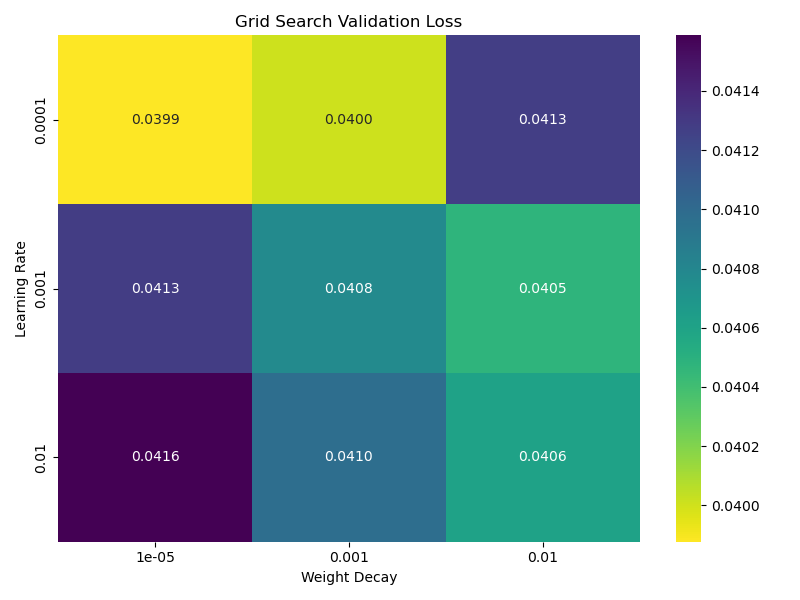 Grid Search Validation Loss
Learning Rate
0.0001
0.0399 0.0400 0.0413
0.001
0.0413 0.0408 0.0405
0.01
0.0416 0.0410 0.0406
1e-05 0.001 0.01
Weight Decay
0.0414
0.0412
0.0410
0.0408
0.0406
0.0404
0.0402
0.0400